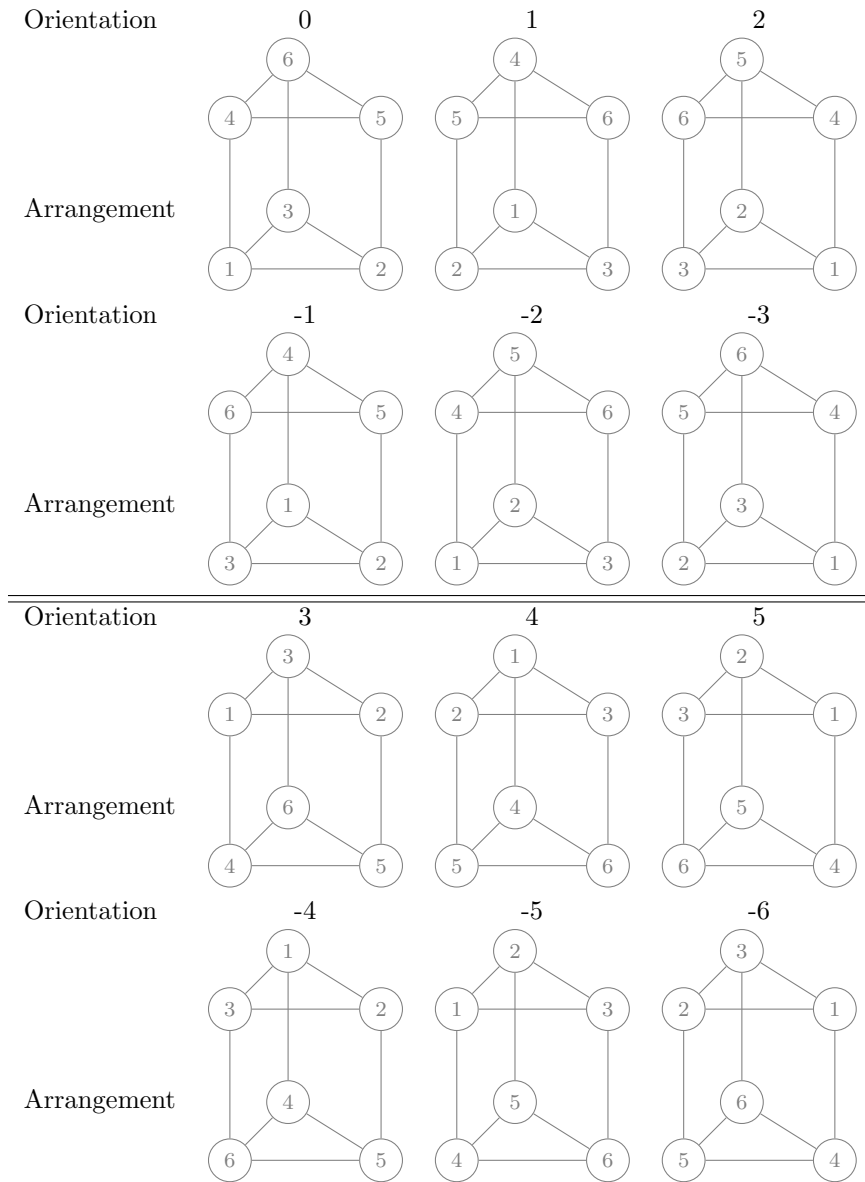 Orientation 0 1 2
6 4 5
4 5 5 6 6 4
Arrangement 3 1 2
1 2 2 3 3 1
Orientation -1 -2 -3
4 5 6
6 5 4 6 5 4
Arrangement 1 2 3
3 2 1 3 2 1
Orientation 3 4 5
3 1 2
1 2 2 3 3 1
Arrangement 6 4 5
4 5 5 6 6 4
Orientation -4 -5 -6
1 2 3
3 2 1 3 2 1
Arrangement 4 5 6
6 5 4 6 5 4